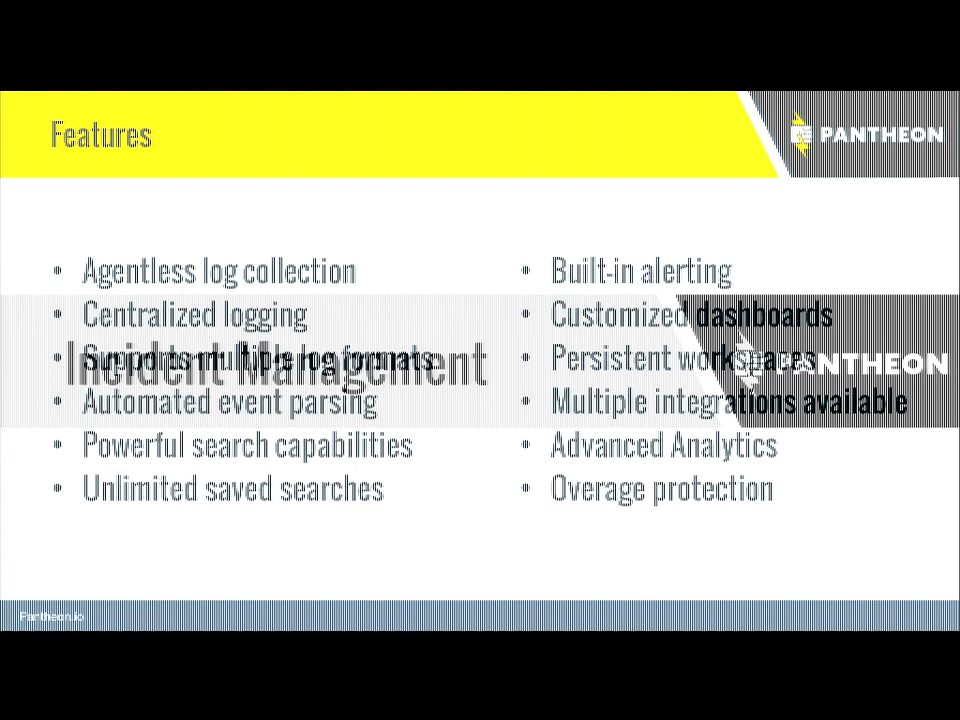 Features
PANTHEON
• Agentless log collection
• Centralized logging
• Supports multiple log formats
• Automated event parsing
• Powerful search capabilities
• Unlimited saved searches
• Built-in alerting
• Customized dashboards
• Persistent workspaces
• Multiple integrations available
• Advanced Analytics
• Overage protection
Incident Management
PANTHEON
Pantheon.io